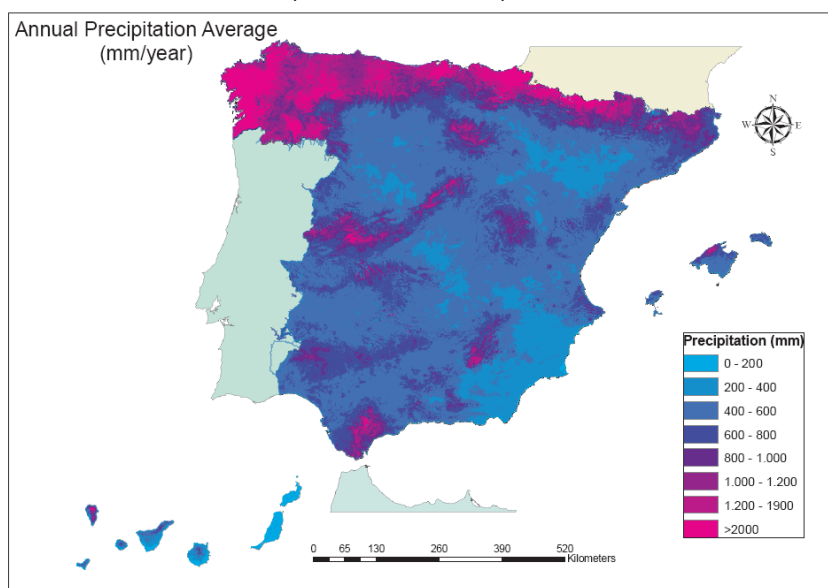 Annual Precipitation Average
(mm/year)
N
W E
S
Precipitation (mm)
0 - 200
200 - 400
400 - 600
600 - 800
800 - 1.000
1.000 - 1.200
1.200 - 1900
>2000
0 65 130 260 390 520
Kilometers